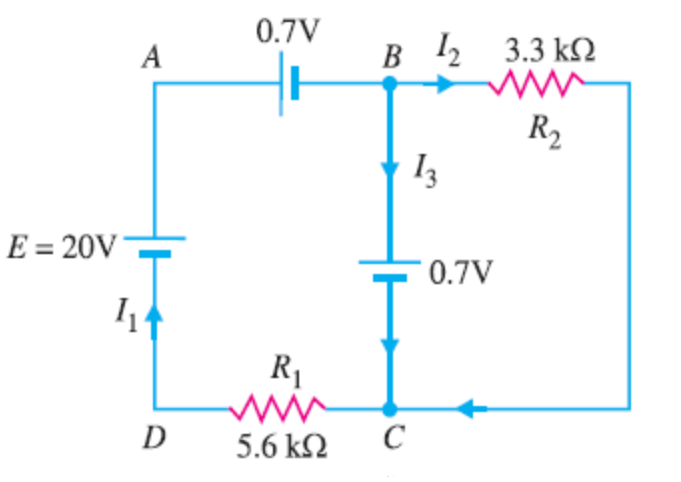 0.7V
A
B
I₂
3.3 kΩ
R₂
I₃
E = 20V
0.7V
I₁
R₁
D
5.6 kΩ
C